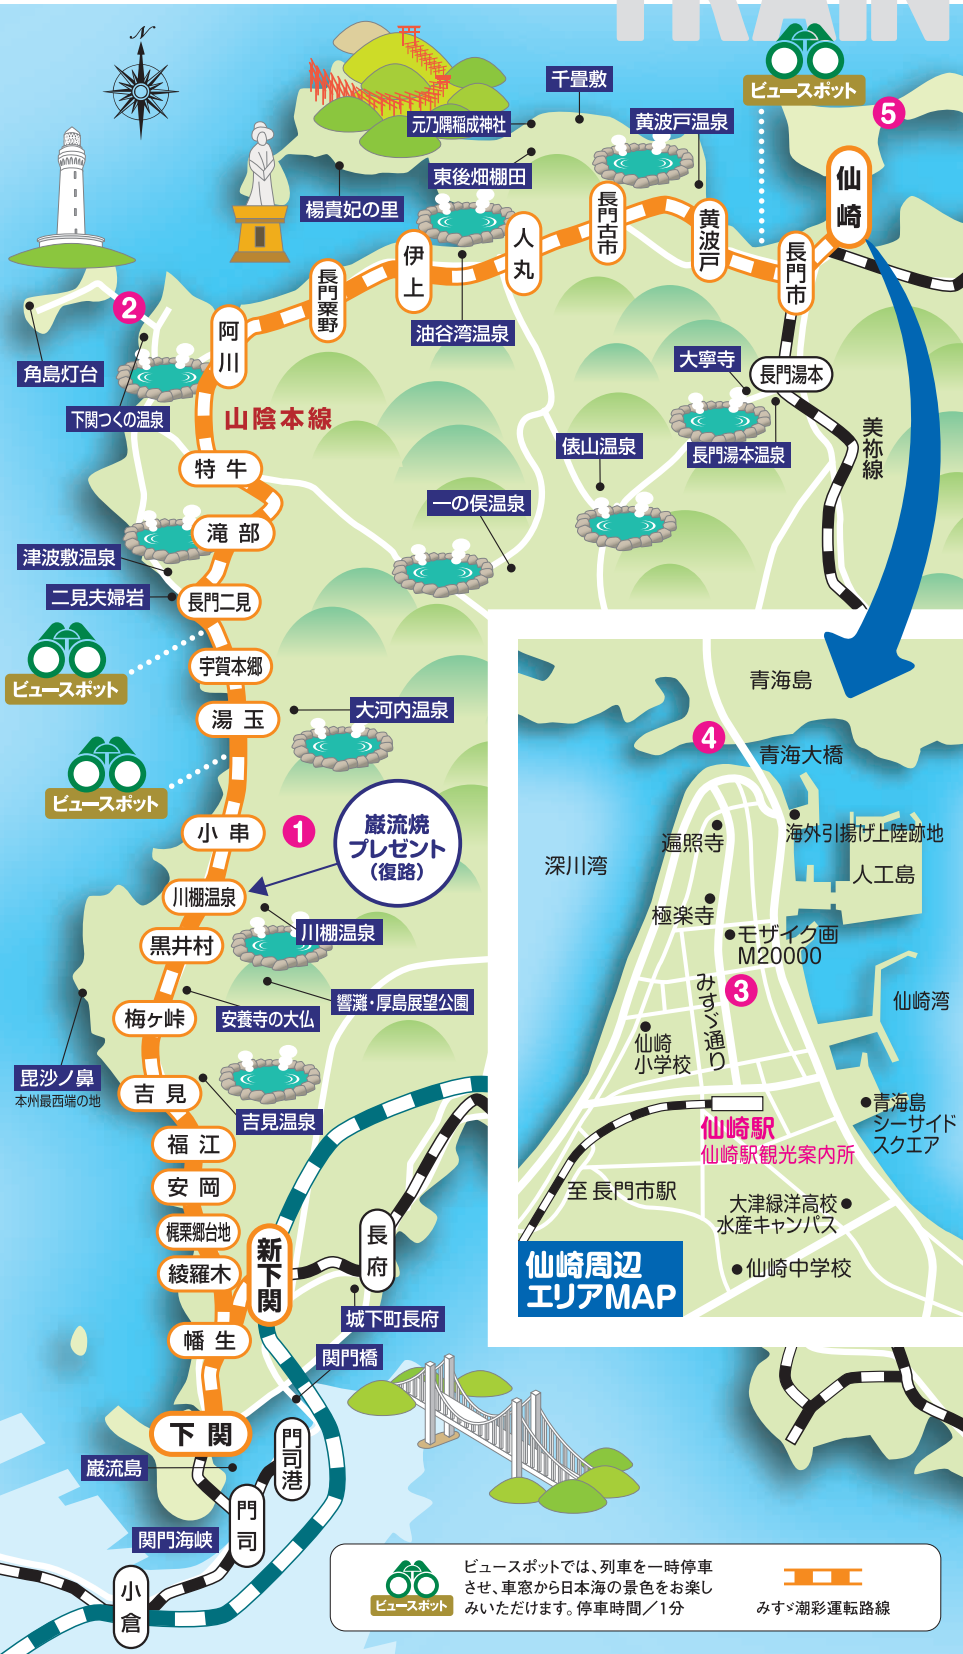 TRAIN
N
ビュースポット
5
千畳敷
元乃隅稲成神社
黄波戸温泉
東後畑棚田
楊貴妃の里
仙崎
長門古市
黄波戸
人丸
長門市
伊上
長門粟野
阿川
2
油谷湾温泉
角島灯台
下関つくの温泉
山陰本線
大寧寺
長門湯本
長門湯本温泉
美祢線
俵山温泉
特牛
一の俣温泉
滝部
津波敷温泉
二見夫婦岩
長門二見
ビュースポット
宇賀本郷
湯玉
大河内温泉
ビュースポット
小串
1
巌流焼
プレゼント
（復路）
川棚温泉
川棚温泉
黒井村
響灘・厚島展望公園
安養寺の大仏
梅ヶ峠
毘沙ノ鼻
本州最西端の地
吉見
吉見温泉
福江
安岡
梶栗郷台地
綾羅木
新下関
長府
城下町長府
幡生
関門橋
下関
門司港
巌流島
門司
関門海峡
小倉
青海島
4
青海大橋
海外引揚げ上陸跡地
遍照寺
深川湾
人工島
極楽寺
モザイク画
M20000
3
みすゞ通り
仙崎湾
仙崎
小学校
青海島
シーサイド
スクエア
仙崎駅
仙崎駅観光案内所
至 長門市駅
大津緑洋高校
水産キャンパス
仙崎中学校
仙崎周辺
エリアMAP
ビュースポット
ビュースポットでは、列車を一時停車
させ、車窓から日本海の景色をお楽し
みいただけます。停車時間／1分
みすゞ潮彩運転路線